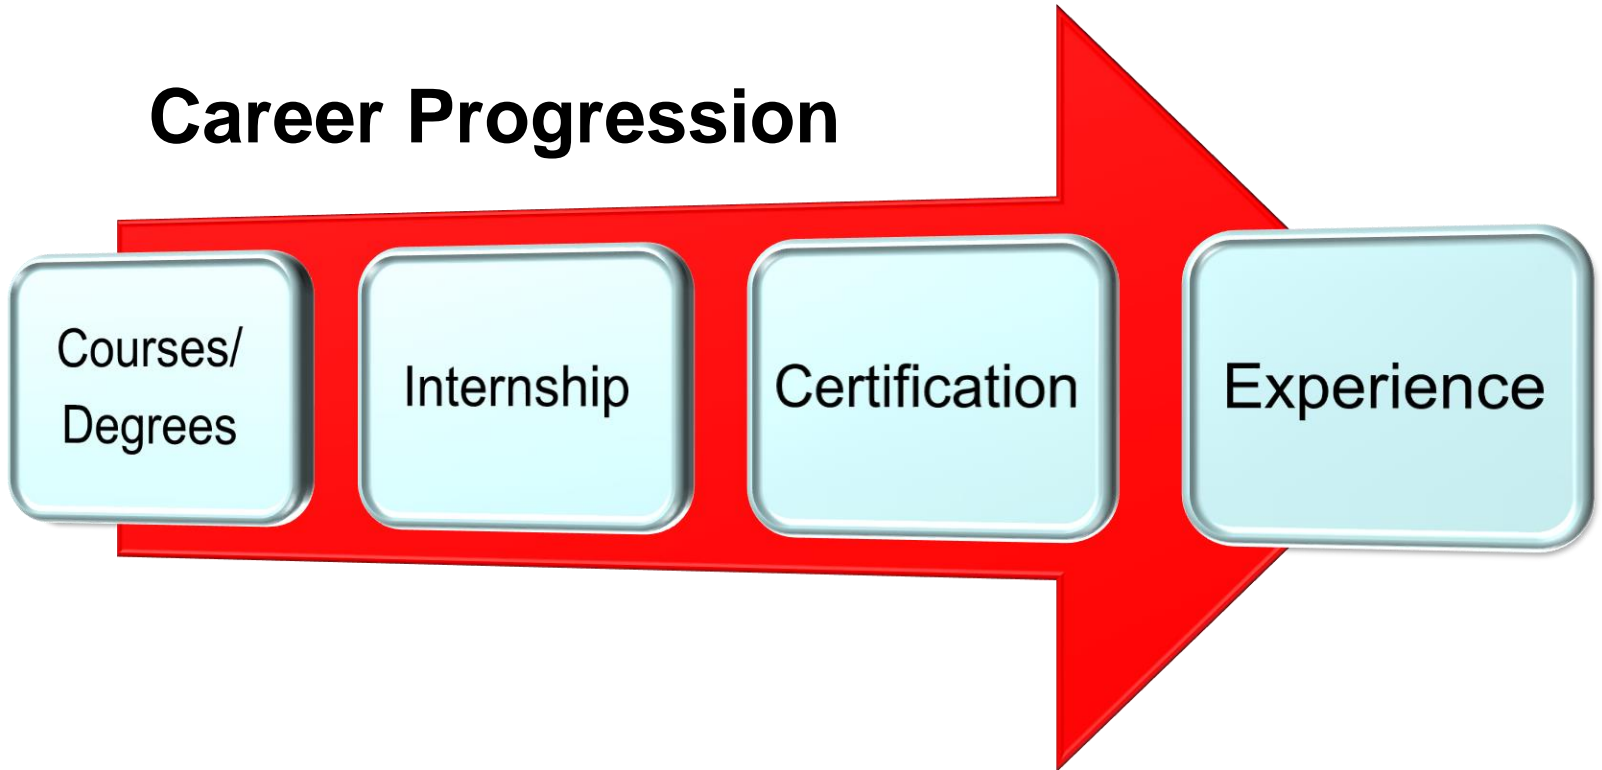 Career Progression
Courses/
Degrees
Internship
Certification
Experience